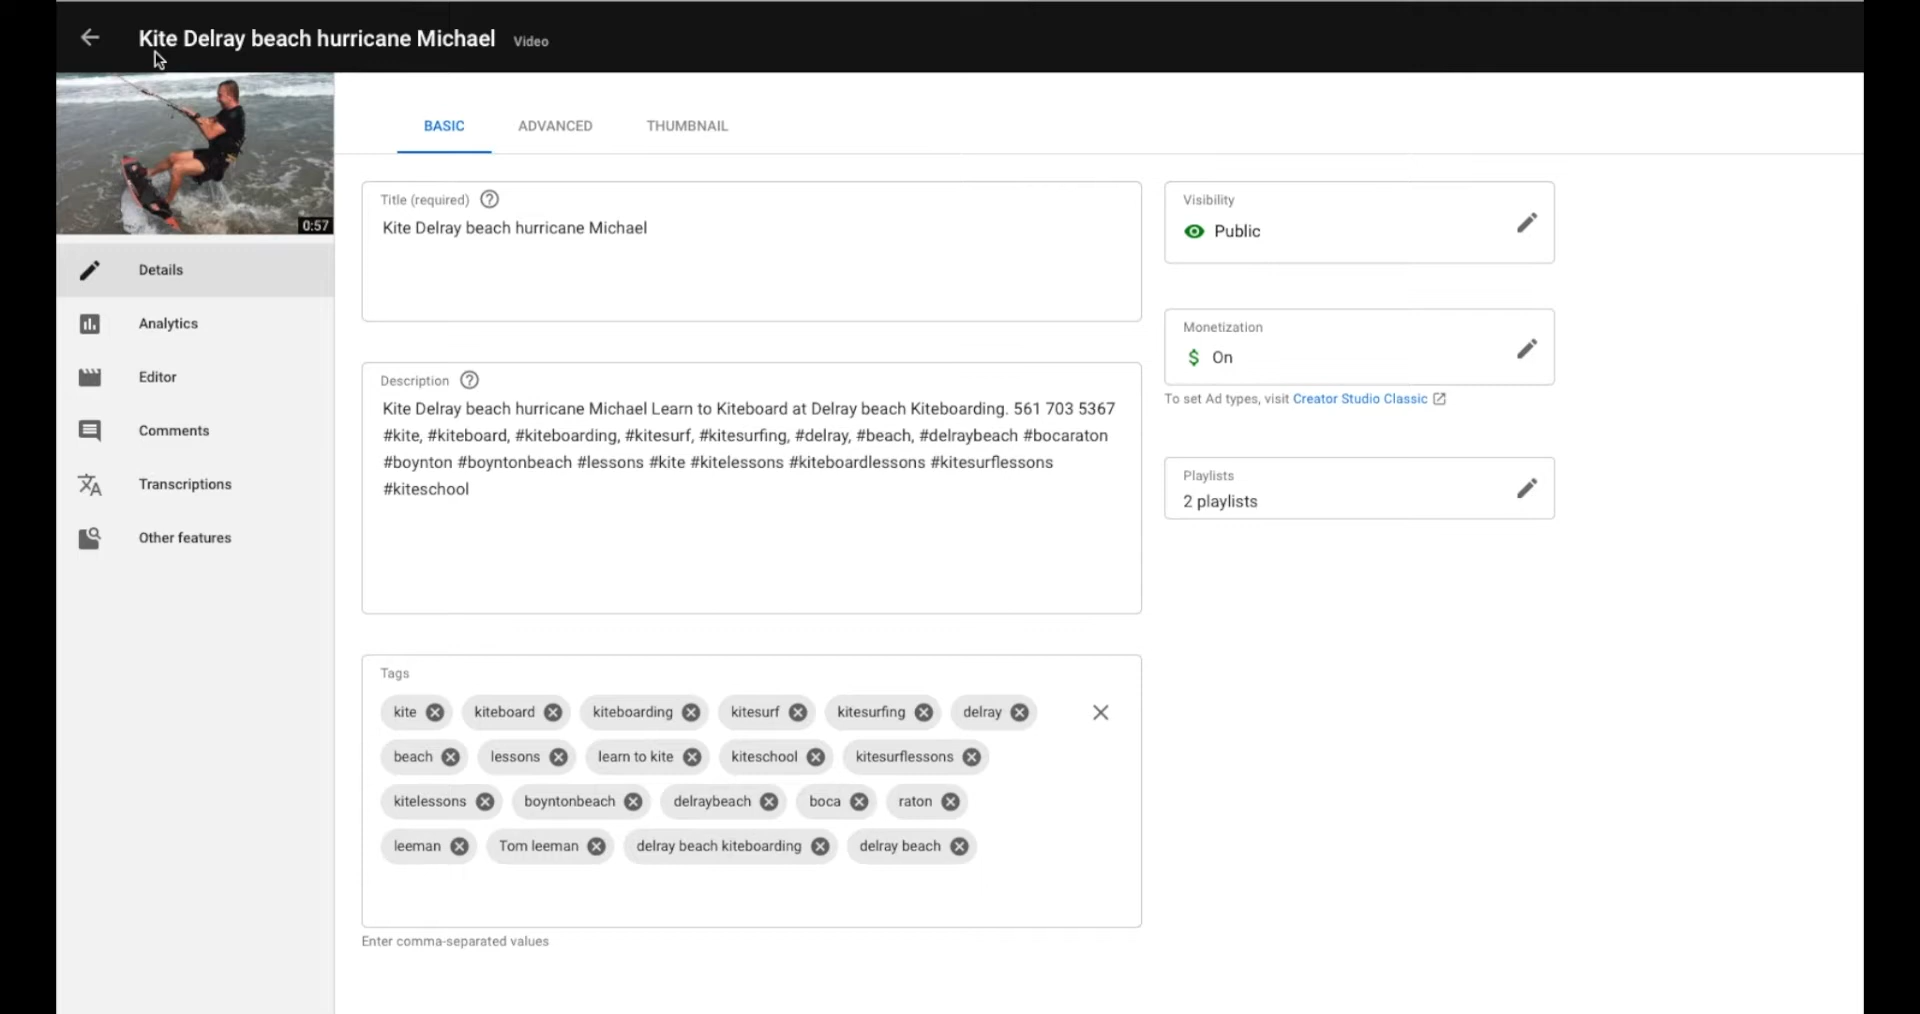 Kite Delray beach hurricane Michael Video
0:57
Details
Analytics
Editor
Comments
Transcriptions
Other features
BASIC ADVANCED THUMBNAIL
Title (required)
Kite Delray beach hurricane Michael
Description
Kite Delray beach hurricane Michael Learn to Kiteboard at Delray beach Kiteboarding. 561 703 5367
#kite, #kiteboard, #kiteboarding, #kitesurf, #kitesurfing, #delray, #beach, #delraybeach #bocaraton
#boynton #boyntonbeach #lessons #kite #kitelessons #kiteboardlessons #kitesurflessons
#kiteschool
Tags
kite kiteboard kiteboarding kitesurf kitesurfing delray
beach lessons learn to kite kiteschool kitesurflessons
kitelessons boyntonbeach delraybeach boca raton
leeman Tom leeman delray beach kiteboarding delray beach
Enter comma-separated values
Visibility
Public
Monetization
$ On
To set Ad types, visit Creator Studio Classic
Playlists
2 playlists